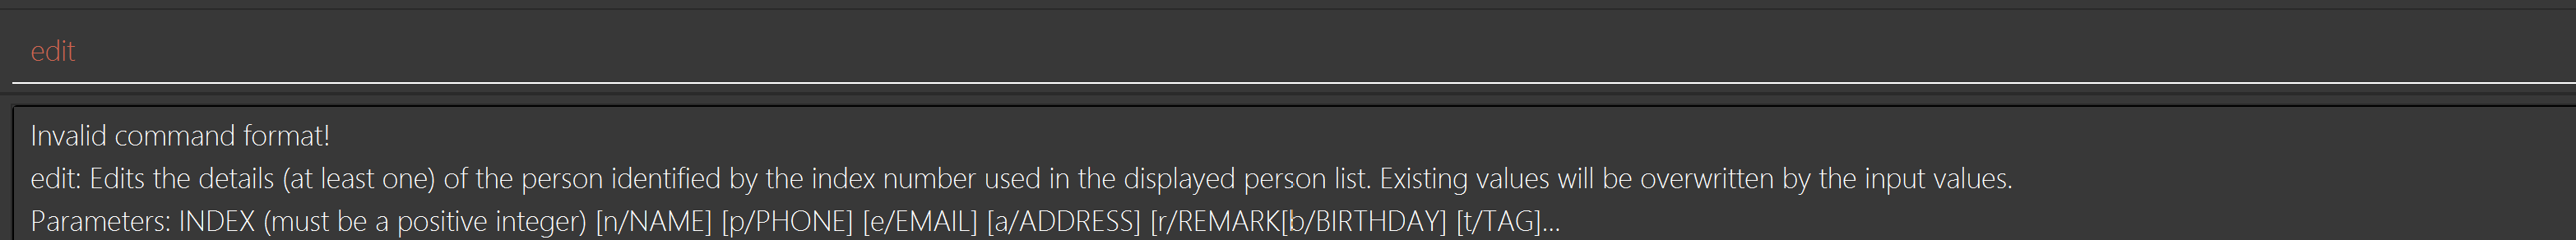 edit
Invalid command format!
edit: Edits the details (at least one) of the person identified by the index number used in the displayed person list. Existing values will be overwritten by the input values.
Parameters: INDEX (must be a positive integer) [n/NAME] [p/PHONE] [e/EMAIL] [a/ADDRESS] [r/REMARK[b/BIRTHDAY] [t/TAG]...